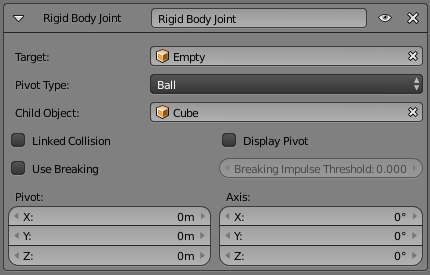 Rigid Body Joint Rigid Body Joint
Target: Empty
Pivot Type: Ball
Child Object: Cube
Linked Collision Display Pivot
Use Breaking Breaking Impulse Threshold: 0.000
Pivot: Axis:
X: 0m X: 0°
Y: 0m Y: 0°
Z: 0m Z: 0°